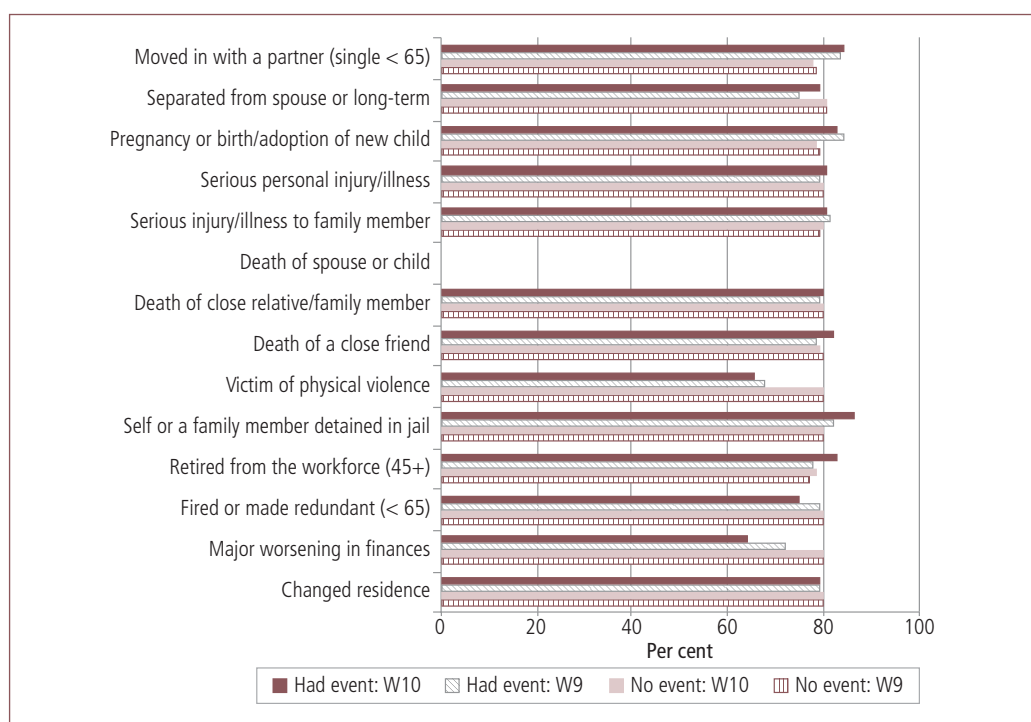 Moved in with a partner (single < 65)
Separated from spouse or long-term
Pregnancy or birth/adoption of new child
Serious personal injury/illness
Serious injury/illness to family member
Death of spouse or child
Death of close relative/family member
Death of a close friend
Victim of physical violence
Self or a family member detained in jail
Retired from the workforce (45+)
Fired or made redundant (< 65)
Major worsening in finances
Changed residence
0 20 40 60 80 100
Per cent
Had event: W10 Had event: W9 No event: W10 No event: W9